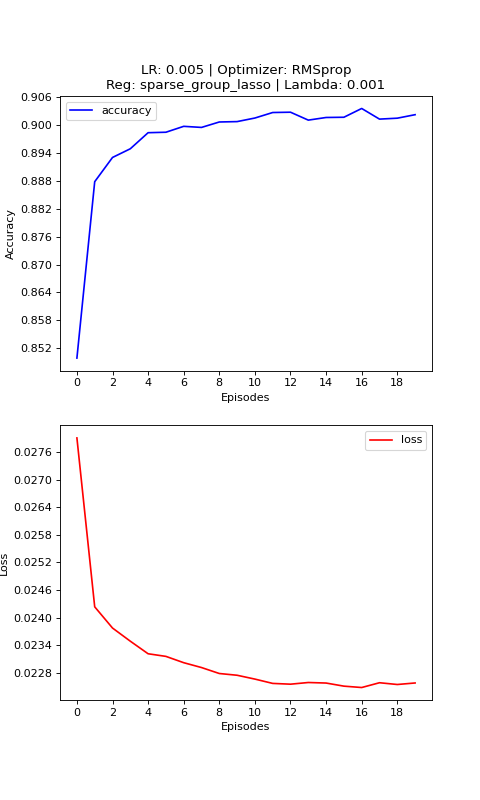 LR: 0.005 | Optimizer: RMSprop
Reg: sparse_group_lasso | Lambda: 0.001
accuracy
Accuracy
0.906
0.900
0.894
0.888
0.882
0.876
0.870
0.864
0.858
0.852
0 2 4 6 8 10 12 14 16 18
Episodes
loss
Loss
0.0276
0.0270
0.0264
0.0258
0.0252
0.0246
0.0240
0.0234
0.0228
0 2 4 6 8 10 12 14 16 18
Episodes